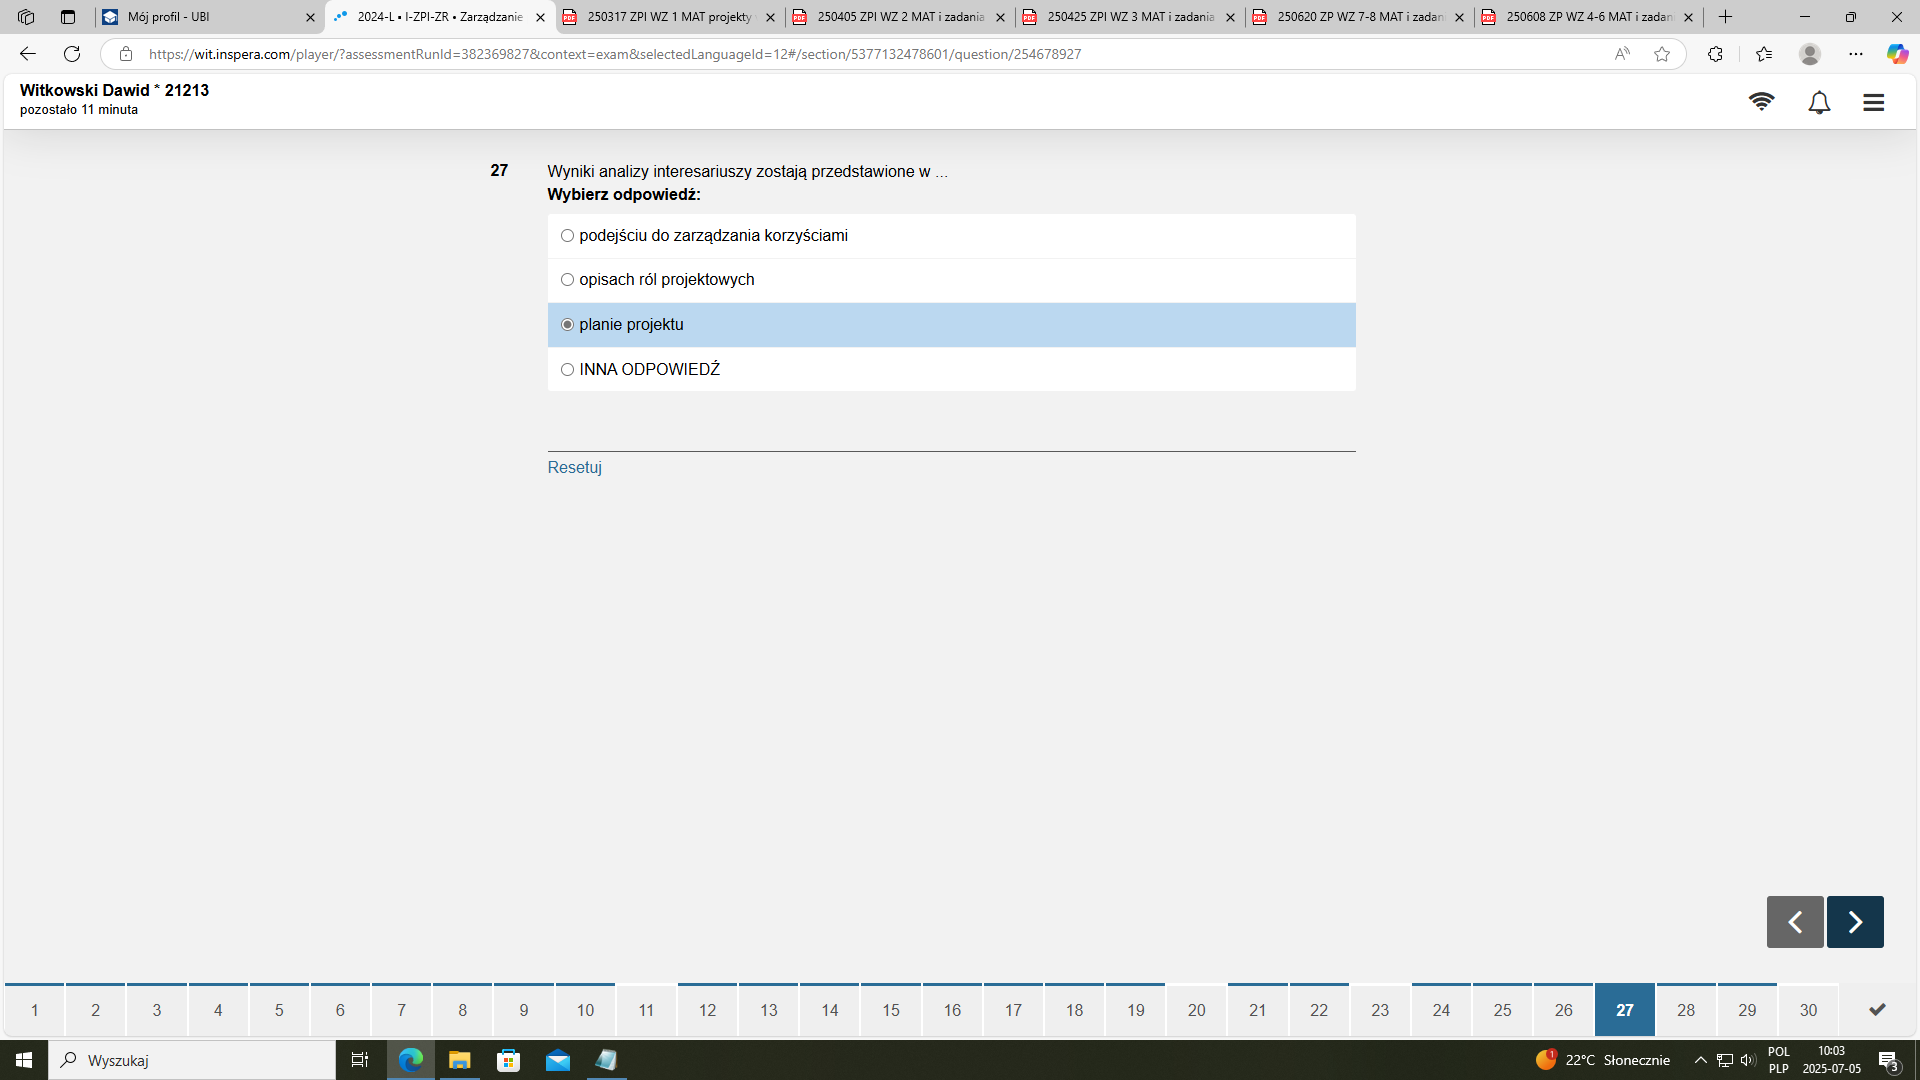 Mój profil - UBI
2024-L • I-ZPI-ZR • Zarządzanie
250317 ZPI WZ 1 MAT projekty
250405 ZPI WZ 2 MAT i zadania
250425 ZPI WZ 3 MAT i zadania
250620 ZP WZ 7-8 MAT i zadan
250608 ZP WZ 4-6 MAT i zadan
https://wit.inspera.com/player/?assessmentRunId=382369827&context=exam&selectedLanguageId=12#/section/5377132478601/question/254678927
Witkowski Dawid * 21213
pozostało 11 minuta
27 Wyniki analizy interesariuszy zostają przedstawione w ...
Wybierz odpowiedź:
podejściu do zarządzania korzyściami
opisach ról projektowych
planie projektu
INNA ODPOWIEDŹ
Resetuj
1 2 3 4 5 6 7 8 9 10 11 12 13 14 15 16 17 18 19 20 21 22 23 24 25 26 27 28 29 30
Wyszukaj
1
22°C Słonecznie
POL
PLP
10:03
2025-07-05
3